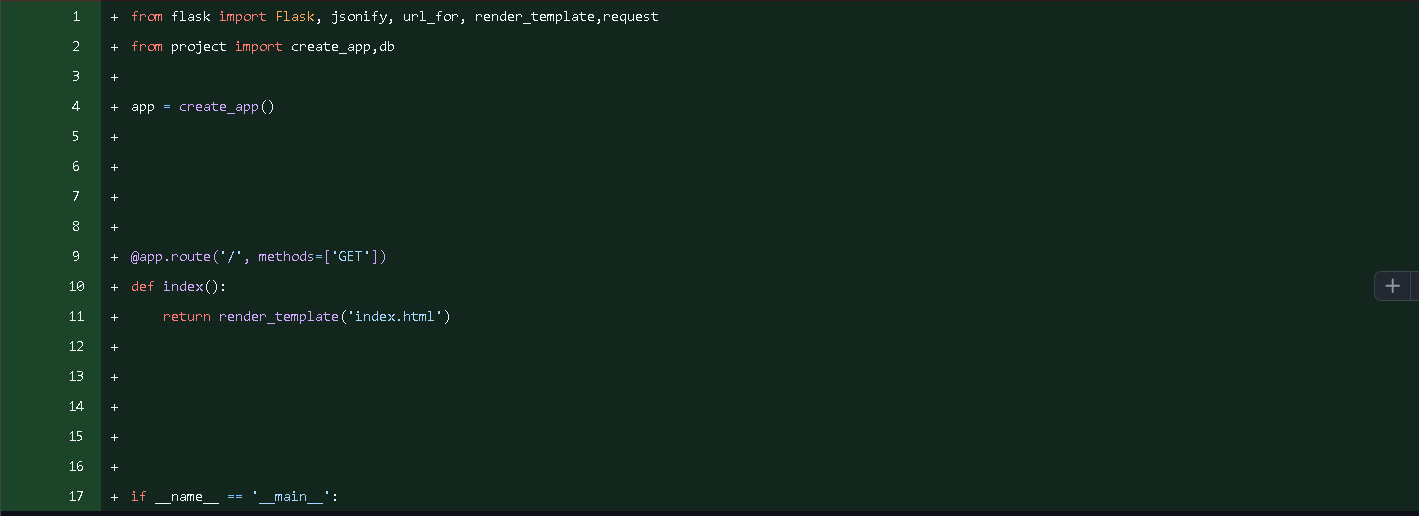 1 + from flask import Flask, jsonify, url_for, render_template,request
2 + from project import create_app,db
3 +
4 + app = create_app()
5 +
6 +
7 +
8 +
9 + @app.route('/', methods=['GET'])
10 + def index():
11 +     return render_template('index.html')
12 +
13 +
14 +
15 +
16 +
17 + if __name__ == '__main__':